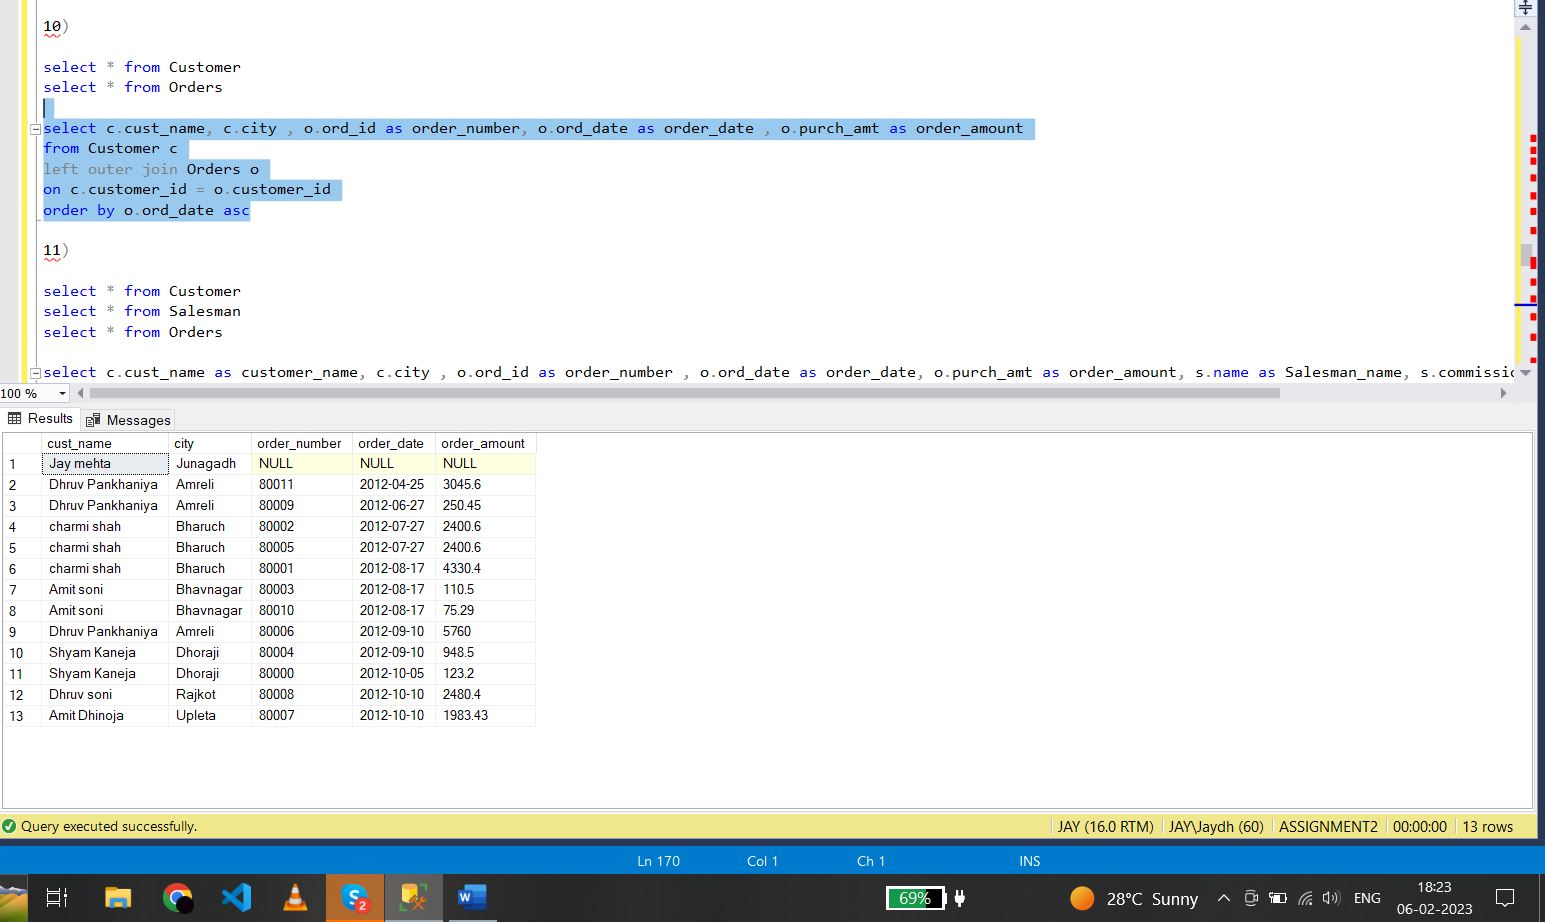 10)
select * from Customer
select * from Orders
select c.cust_name, c.city , o.ord_id as order_number, o.ord_date as order_date , o.purch_amt as order_amount
from Customer c
left outer join Orders o
on c.customer_id = o.customer_id
order by o.ord_date asc
11)
select * from Customer
select * from Salesman
select * from Orders
select c.cust_name as customer_name, c.city , o.ord_id as order_number , o.ord_date as order_date, o.purch_amt as order_amount, s.name as Salesman_name,
100 %
Results Messages
cust_name city order_number order_date order_amount
1 Jay mehta Junagadh NULL NULL NULL
2 Dhruv Pankhaniya Amreli 80011 2012-04-25 3045.6
3 Dhruv Pankhaniya Amreli 80009 2012-06-27 250.45
4 charmi shah Bharuch 80002 2012-07-27 2400.6
5 charmi shah Bharuch 80005 2012-07-27 2400.6
6 charmi shah Bharuch 80001 2012-08-17 4330.4
7 Amit soni Bhavnagar 80003 2012-08-17 110.5
8 Amit soni Bhavnagar 80010 2012-08-17 75.29
9 Dhruv Pankhaniya Amreli 80006 2012-09-10 5760
10 Shyam Kaneja Dhoraji 80004 2012-09-10 948.5
11 Shyam Kaneja Dhoraji 80000 2012-10-05 123.2
12 Dhruv soni Rajkot 80008 2012-10-10 2480.4
13 Amit Dhinoja Upleta 80007 2012-10-10 1983.43
Query executed successfully. JAY (16.0 RTM) JAY\Jaydh (60) ASSIGNMENT2 00:00:00 13 rows
Ln 170 Col 1 Ch 1 INS
S 2 W 69% 28°C Sunny ENG 18:23
06-02-2023